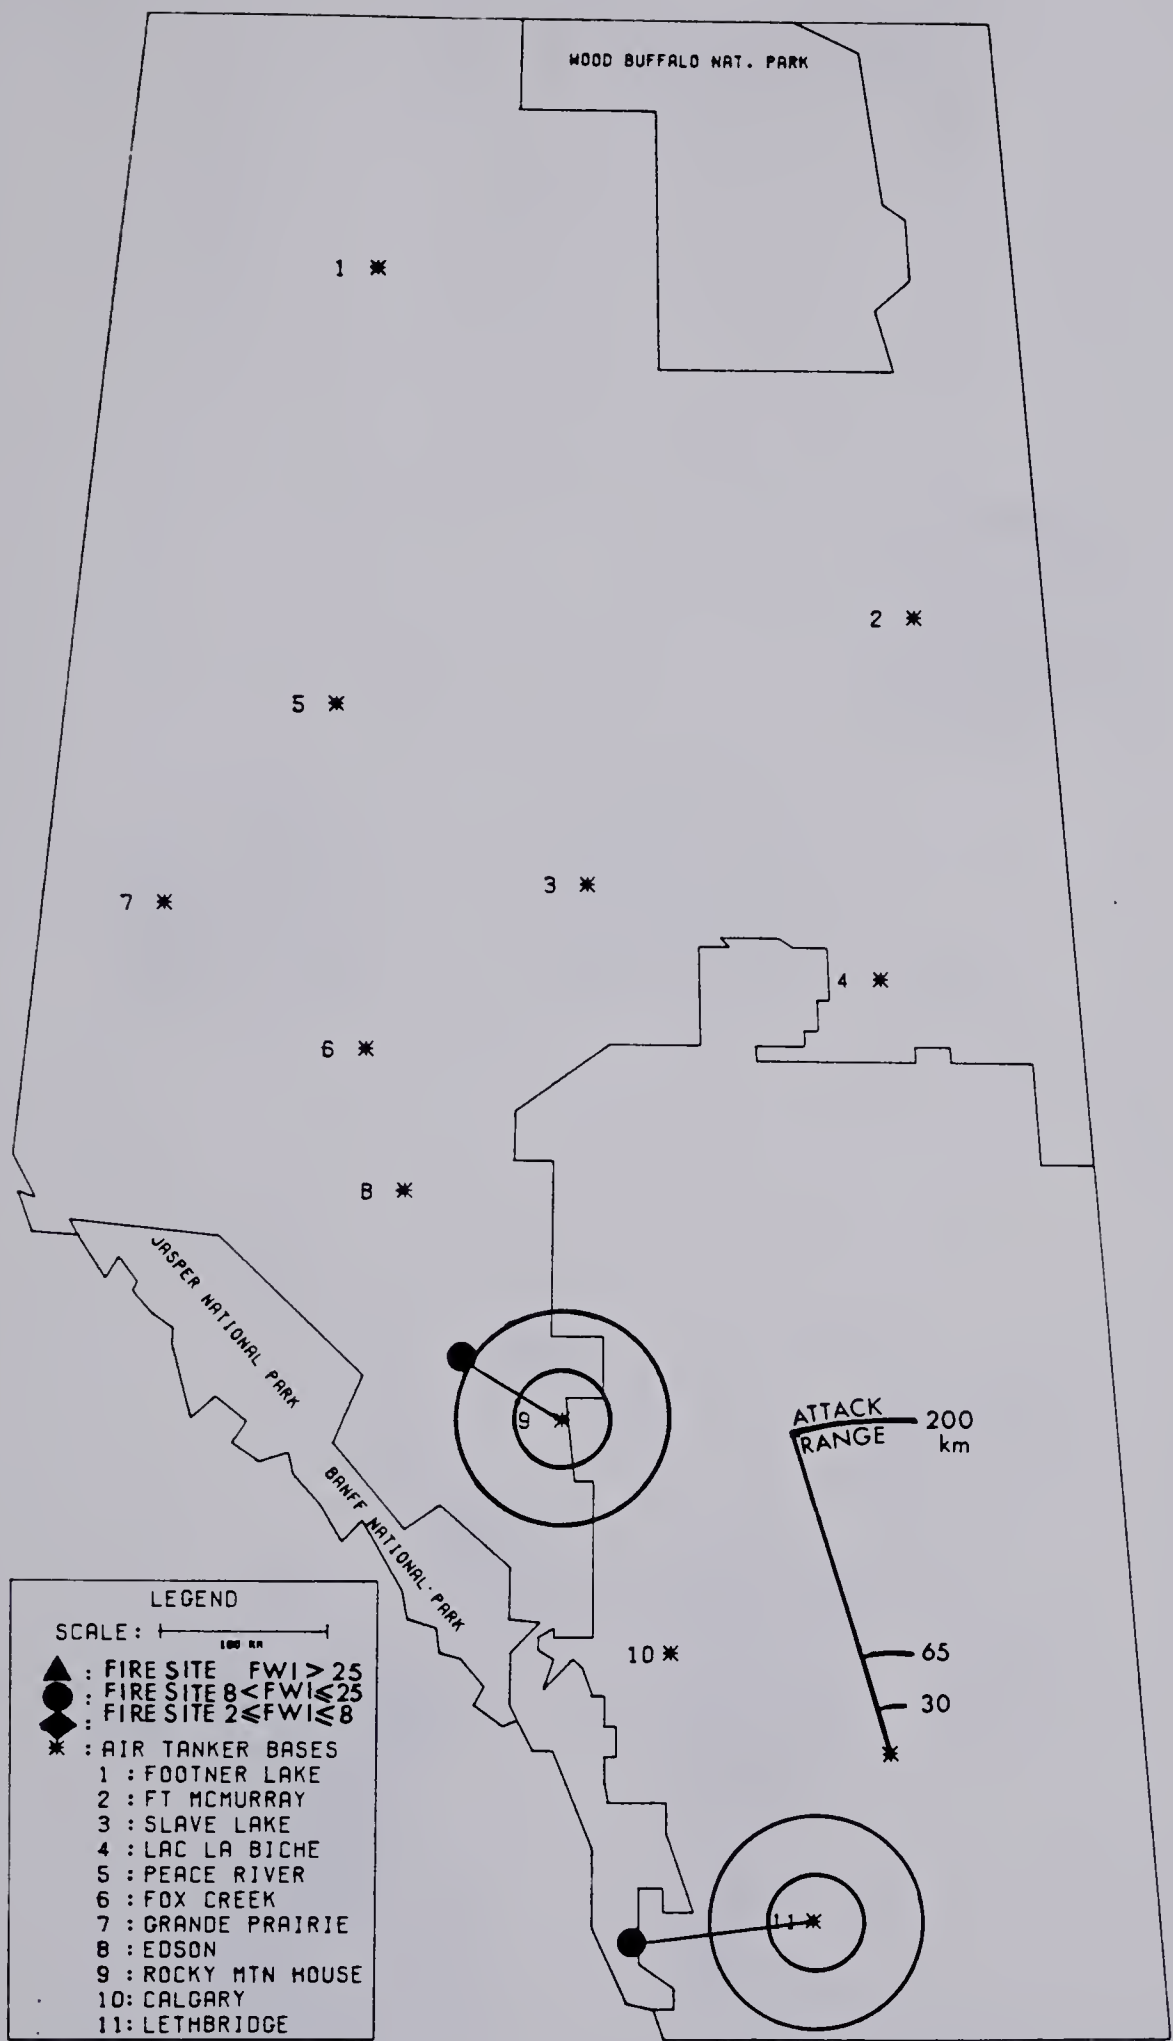 WOOD BUFFALO NAT. PARK
1
2
5
3
7
4
6
8
JASPER NATIONAL PARK
9
ATTACK
RANGE
200
km
BANFF NATIONAL PARK
LEGEND
SCALE:
100 KM
: FIRE SITE FWI > 25
: FIRE SITE 8 < FWI ⩽ 25
: FIRE SITE 2 ⩽ FWI ⩽ 8
: AIR TANKER BASES
1 : FOOTNER LAKE
2 : FT MCMURRAY
3 : SLAVE LAKE
4 : LAC LA BICHE
5 : PEACE RIVER
6 : FOX CREEK
7 : GRANDE PRAIRIE
8 : EDSON
9 : ROCKY MTN HOUSE
10: CALGARY
11: LETHBRIDGE
10
65
30
11